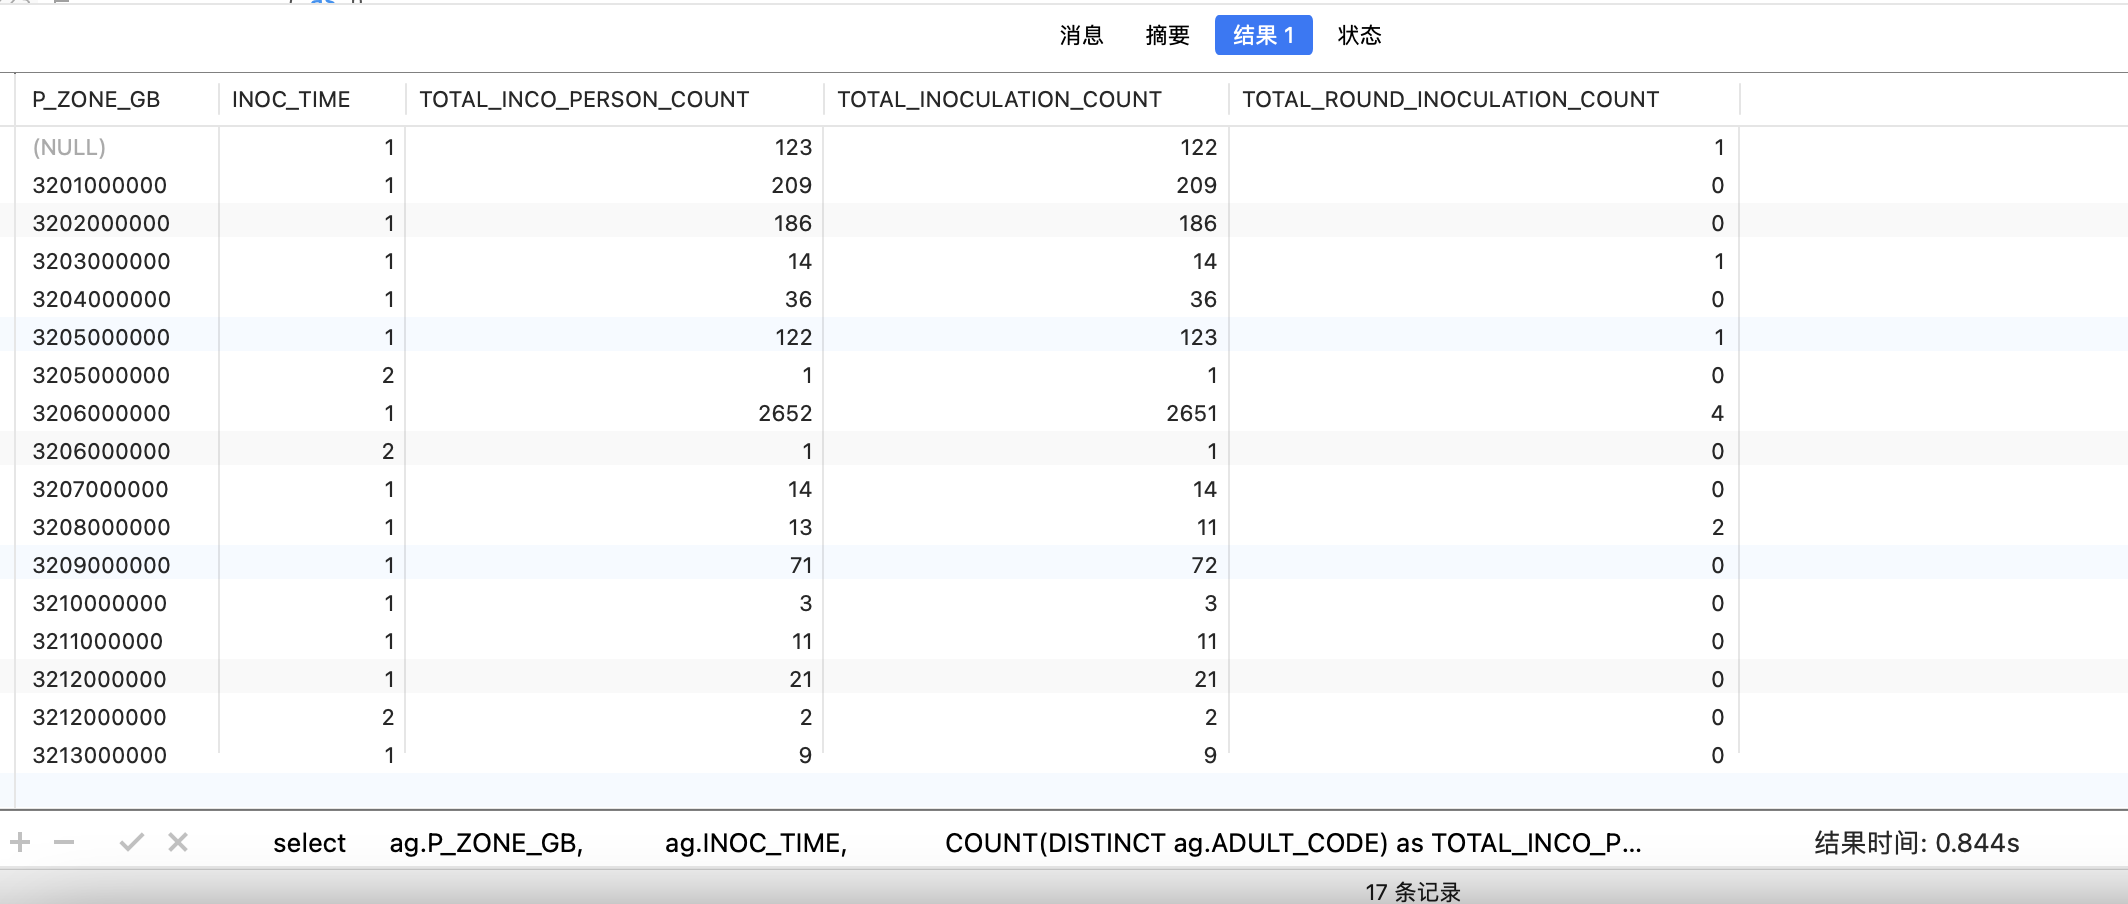 消息 摘要 结果 1 状态
P_ZONE_GB INOC_TIME TOTAL_INCO_PERSON_COUNT TOTAL_INOCULATION_COUNT TOTAL_ROUND_INOCULATION_COUNT
(NULL) 1 123 122 1
3201000000 1 209 209 0
3202000000 1 186 186 0
3203000000 1 14 14 1
3204000000 1 36 36 0
3205000000 1 122 123 1
3205000000 2 1 1 0
3206000000 1 2652 2651 4
3206000000 2 1 1 0
3207000000 1 14 14 0
3208000000 1 13 11 2
3209000000 1 71 72 0
3210000000 1 3 3 0
3211000000 1 11 11 0
3212000000 1 21 21 0
3212000000 2 2 2 0
3213000000 1 9 9 0
select ag.P_ZONE_GB, ag.INOC_TIME, COUNT(DISTINCT ag.ADULT_CODE) as TOTAL_INCO_P... 结果时间: 0.844s
17 条记录